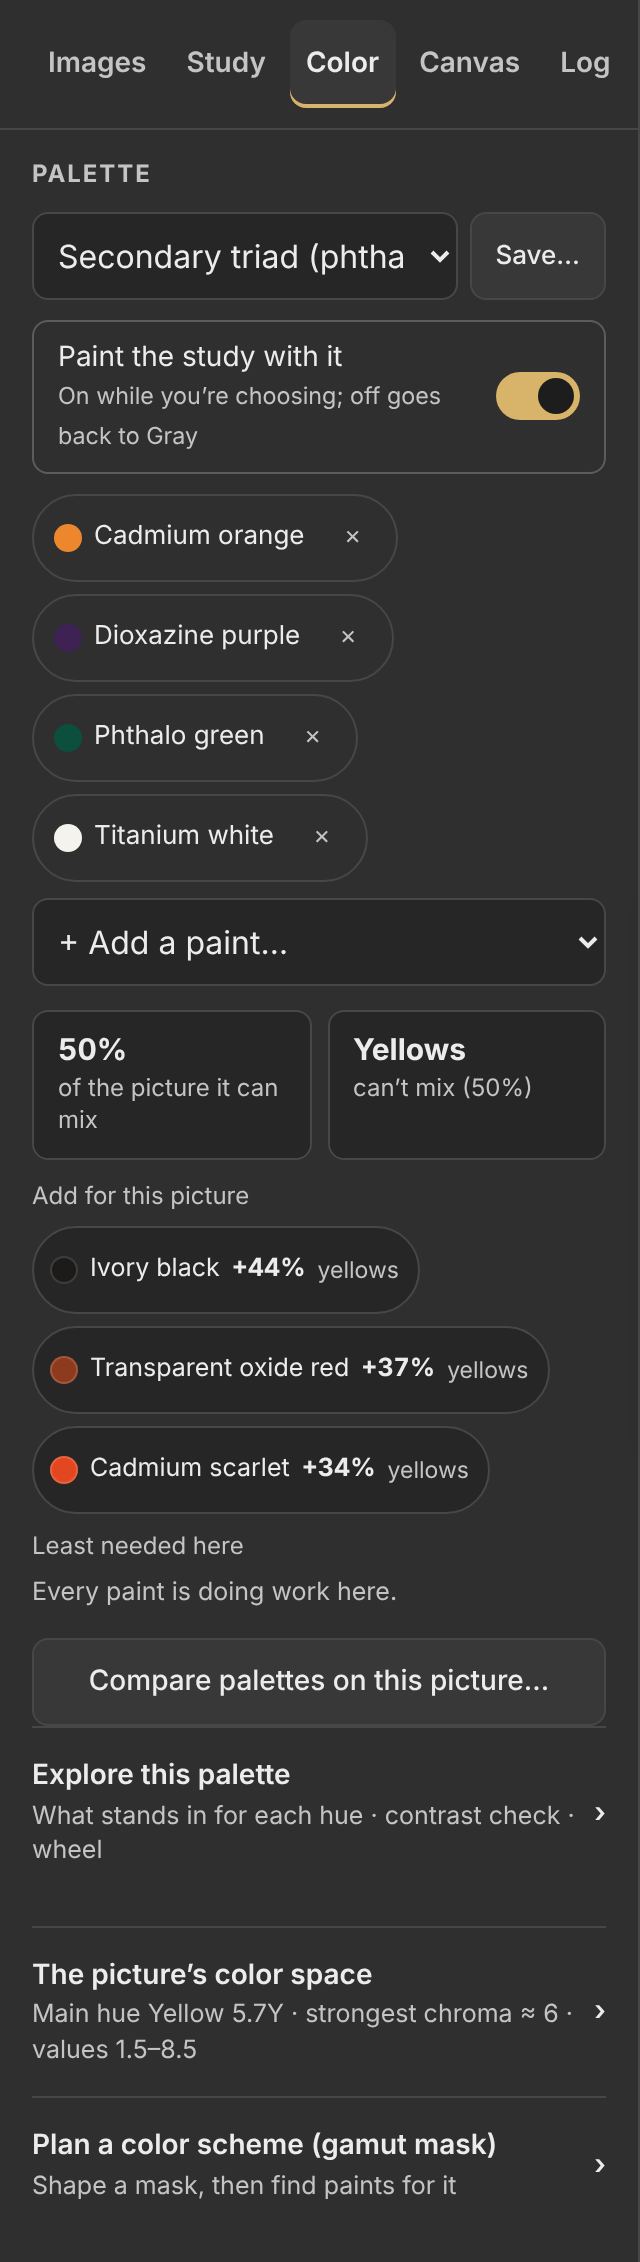 Images Study Color Canvas Log
PALETTE
Secondary triad (phtha
Save...
Paint the study with it
On while you’re choosing; off goes
back to Gray
Cadmium orange ×
Dioxazine purple ×
Phthalo green ×
Titanium white ×
+ Add a paint...
50%
of the picture it can
mix
Yellows
can’t mix (50%)
Add for this picture
Ivory black +44% yellows
Transparent oxide red +37% yellows
Cadmium scarlet +34% yellows
Least needed here
Every paint is doing work here.
Compare palettes on this picture...
Explore this palette
What stands in for each hue · contrast check ·
wheel
The picture’s color space
Main hue Yellow 5.7Y · strongest chroma ≈ 6 ·
values 1.5–8.5
Plan a color scheme (gamut mask)
Shape a mask, then find paints for it